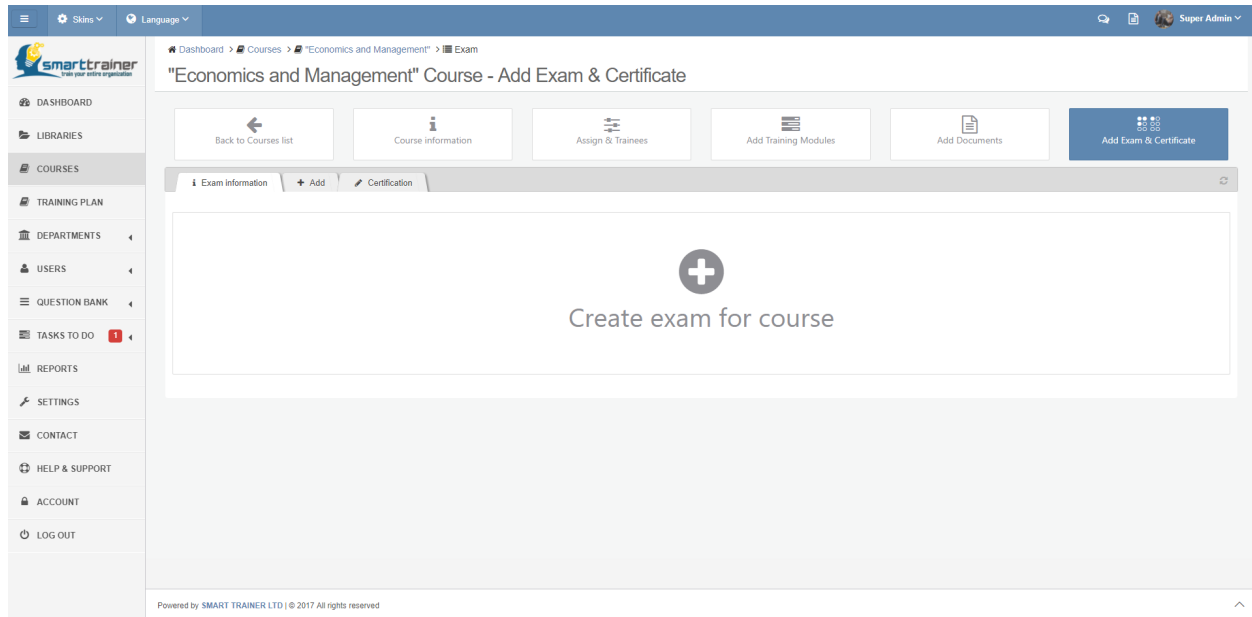 Skins Language Super Admin
smarttrainer
train your entire organization
Dashboard > Courses > "Economics and Management" > Exam
"Economics and Management" Course - Add Exam & Certificate
DASHBOARD
LIBRARIES
COURSES
TRAINING PLAN
DEPARTMENTS
USERS
QUESTION BANK
TASKS TO DO 1
REPORTS
SETTINGS
CONTACT
HELP & SUPPORT
ACCOUNT
LOG OUT
Back to Courses list
Course information
Assign & Trainees
Add Training Modules
Add Documents
Add Exam & Certificate
Exam information Add Certification
Create exam for course
Powered by SMART TRAINER LTD | © 2017 All rights reserved